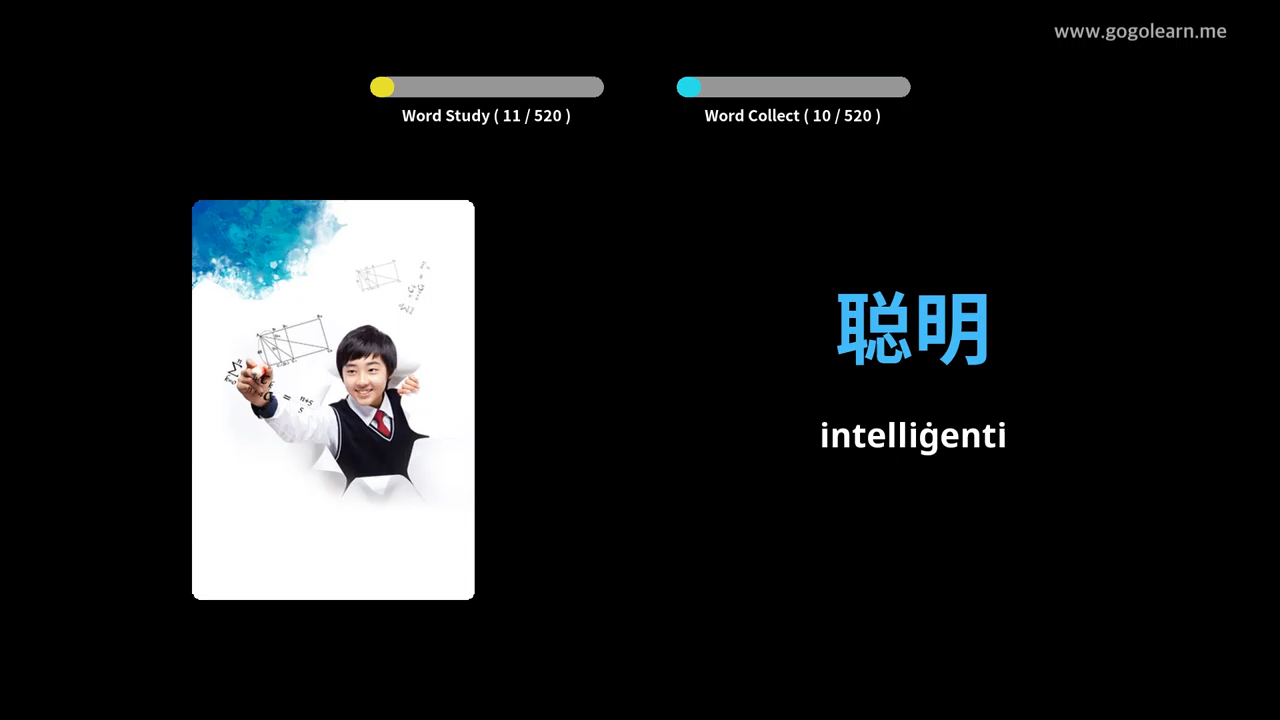 www.gogolearn.me
Word Study ( 11 / 520 )
Word Collect ( 10 / 520 )
聪明
intelliġenti